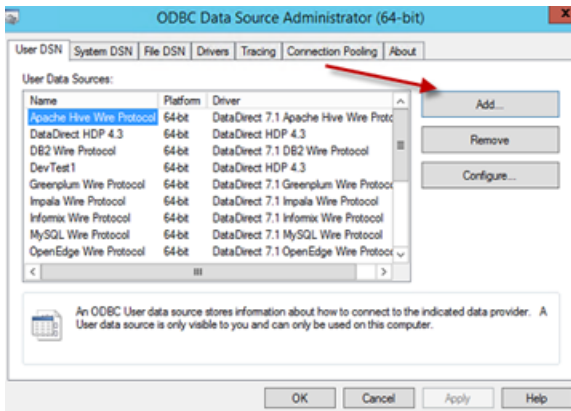 ODBC Data Source Administrator (64-bit)
x
User DSN System DSN File DSN Drivers Tracing Connection Pooling About
User Data Sources:
Name Platform Driver
Apache Hive Wire Protocol 64-bit DataDirect 7.1 Apache Hive Wire Proto
DataDirect HDP 4.3 64-bit DataDirect HDP 4.3
DB2 Wire Protocol 64-bit DataDirect 7.1 DB2 Wire Protocol
DevTest1 64-bit DataDirect HDP 4.3
Greenplum Wire Protocol 64-bit DataDirect 7.1 Greenplum Wire Protoco
Impala Wire Protocol 64-bit DataDirect 7.1 Impala Wire Protocol
Informix Wire Protocol 64-bit DataDirect 7.1 Informix Wire Protocol
MySQL Wire Protocol 64-bit DataDirect 7.1 MySQL Wire Protocol
OpenEdge Wire Protocol 64-bit DataDirect 7.1 OpenEdge Wire Protoco
Add...
Remove
Configure...
An ODBC User data source stores information about how to connect to the indicated data provider. A
User data source is only visible to you and can only be used on this computer.
OK Cancel Apply Help